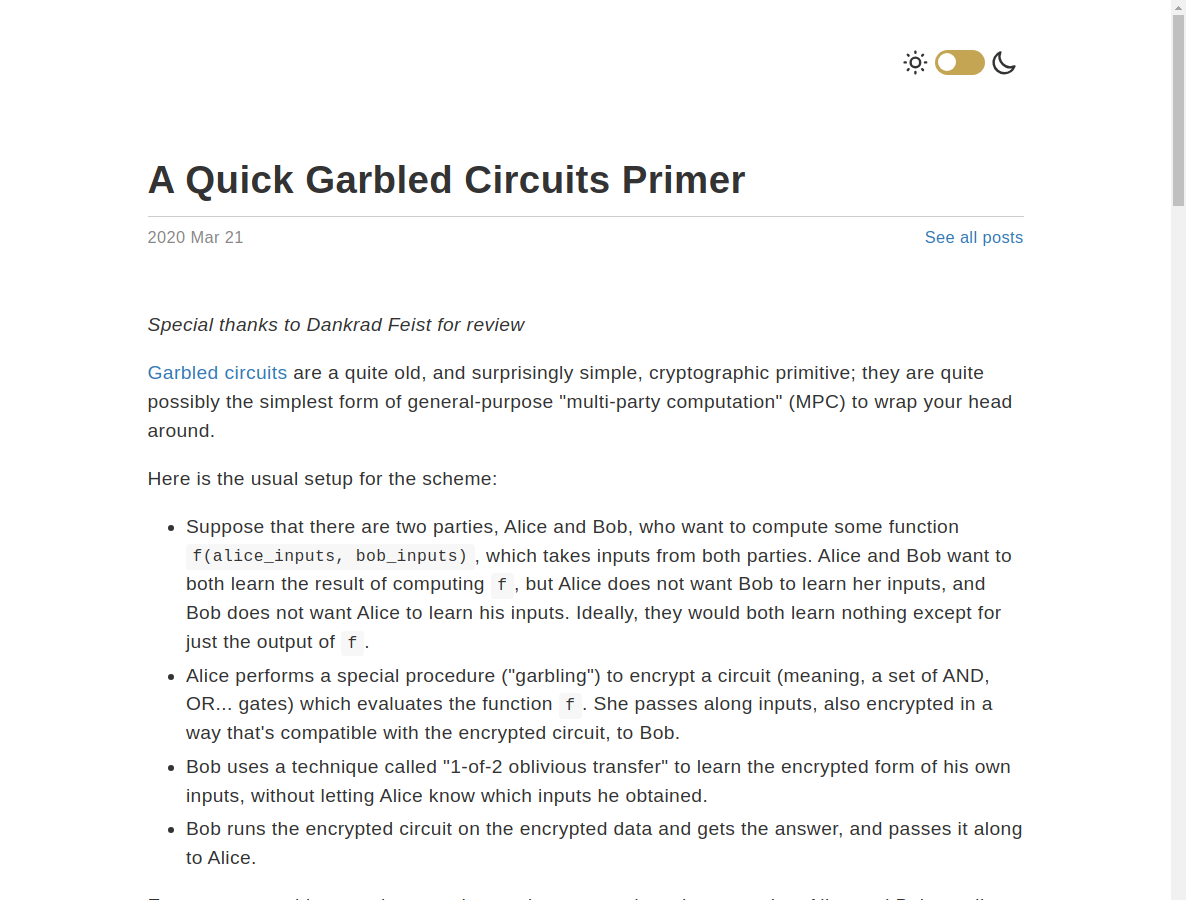 A Quick Garbled Circuits Primer
2020 Mar 21
See all posts
Special thanks to Dankrad Feist for review
Garbled circuits are a quite old, and surprisingly simple, cryptographic primitive; they are quite
possibly the simplest form of general-purpose "multi-party computation" (MPC) to wrap your head
around.
Here is the usual setup for the scheme:
Suppose that there are two parties, Alice and Bob, who want to compute some function
f(alice_inputs, bob_inputs), which takes inputs from both parties. Alice and Bob want to
both learn the result of computing f, but Alice does not want Bob to learn her inputs, and
Bob does not want Alice to learn his inputs. Ideally, they would both learn nothing except for
just the output of f.
Alice performs a special procedure ("garbling") to encrypt a circuit (meaning, a set of AND,
OR... gates) which evaluates the function f. She passes along inputs, also encrypted in a
way that's compatible with the encrypted circuit, to Bob.
Bob uses a technique called "1-of-2 oblivious transfer" to learn the encrypted form of his own
inputs, without letting Alice know which inputs he obtained.
Bob runs the encrypted circuit on the encrypted data and gets the answer, and passes it along
to Alice.